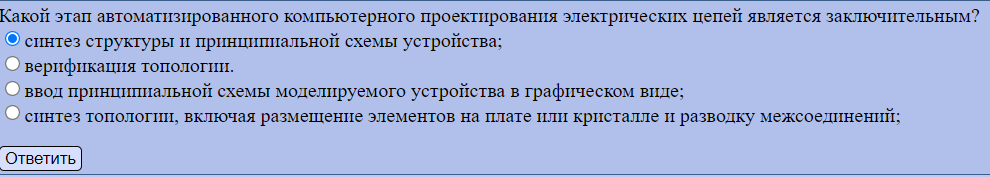 Какой этап автоматизированного компьютерного проектирования электрических цепей является заключительным?
синтез структуры и принципиальной схемы устройства;
верификация топологии.
ввод принципиальной схемы моделируемого устройства в графическом виде;
синтез топологии, включая размещение элементов на плате или кристалле и разводку межсоединений;
Ответить